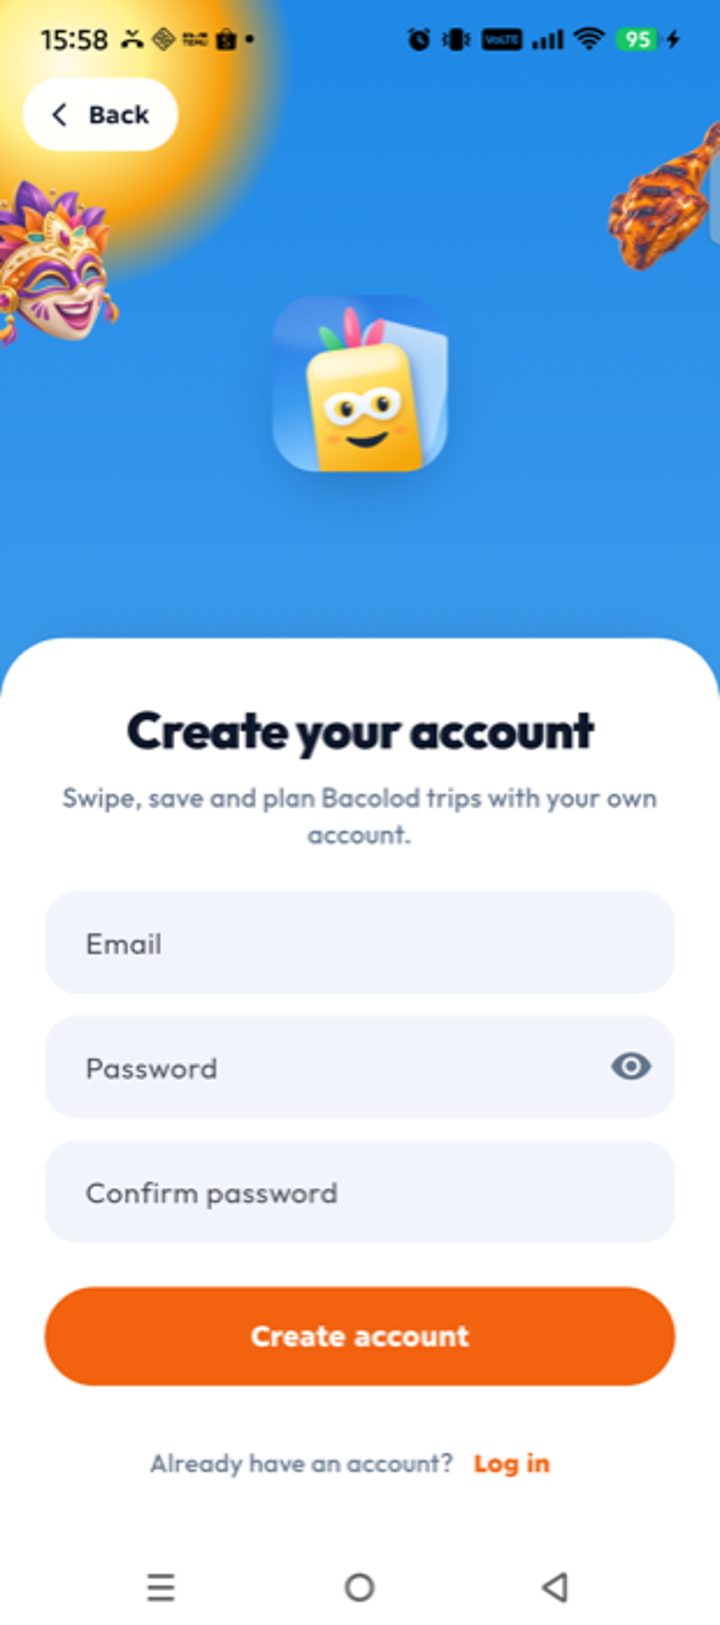 15:58
VoLTE
95
Back
Create your account
Swipe, save and plan Bacolod trips with your own
account.
Email
Password
Confirm password
Create account
Already have an account? Log in